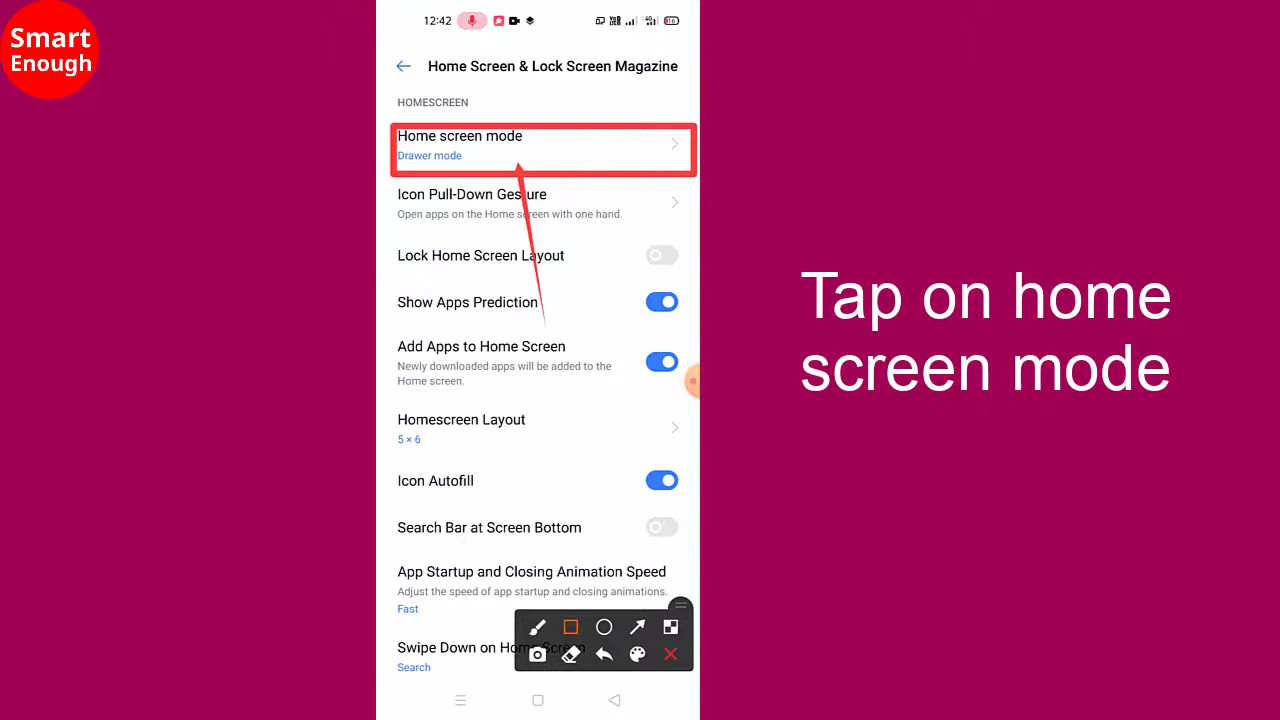 Smart
Enough
12:42
Home Screen & Lock Screen Magazine
HOMESCREEN
Home screen mode
Drawer mode
Icon Pull-Down Gesture
Open apps on the Home screen with one hand.
Lock Home Screen Layout
Show Apps Prediction
Add Apps to Home Screen
Newly downloaded apps will be added to the
Home screen.
Homescreen Layout
5 × 6
Icon Autofill
Search Bar at Screen Bottom
App Startup and Closing Animation Speed
Adjust the speed of app startup and closing animations.
Fast
Swipe Down on Home Screen
Search
Tap on home
screen mode